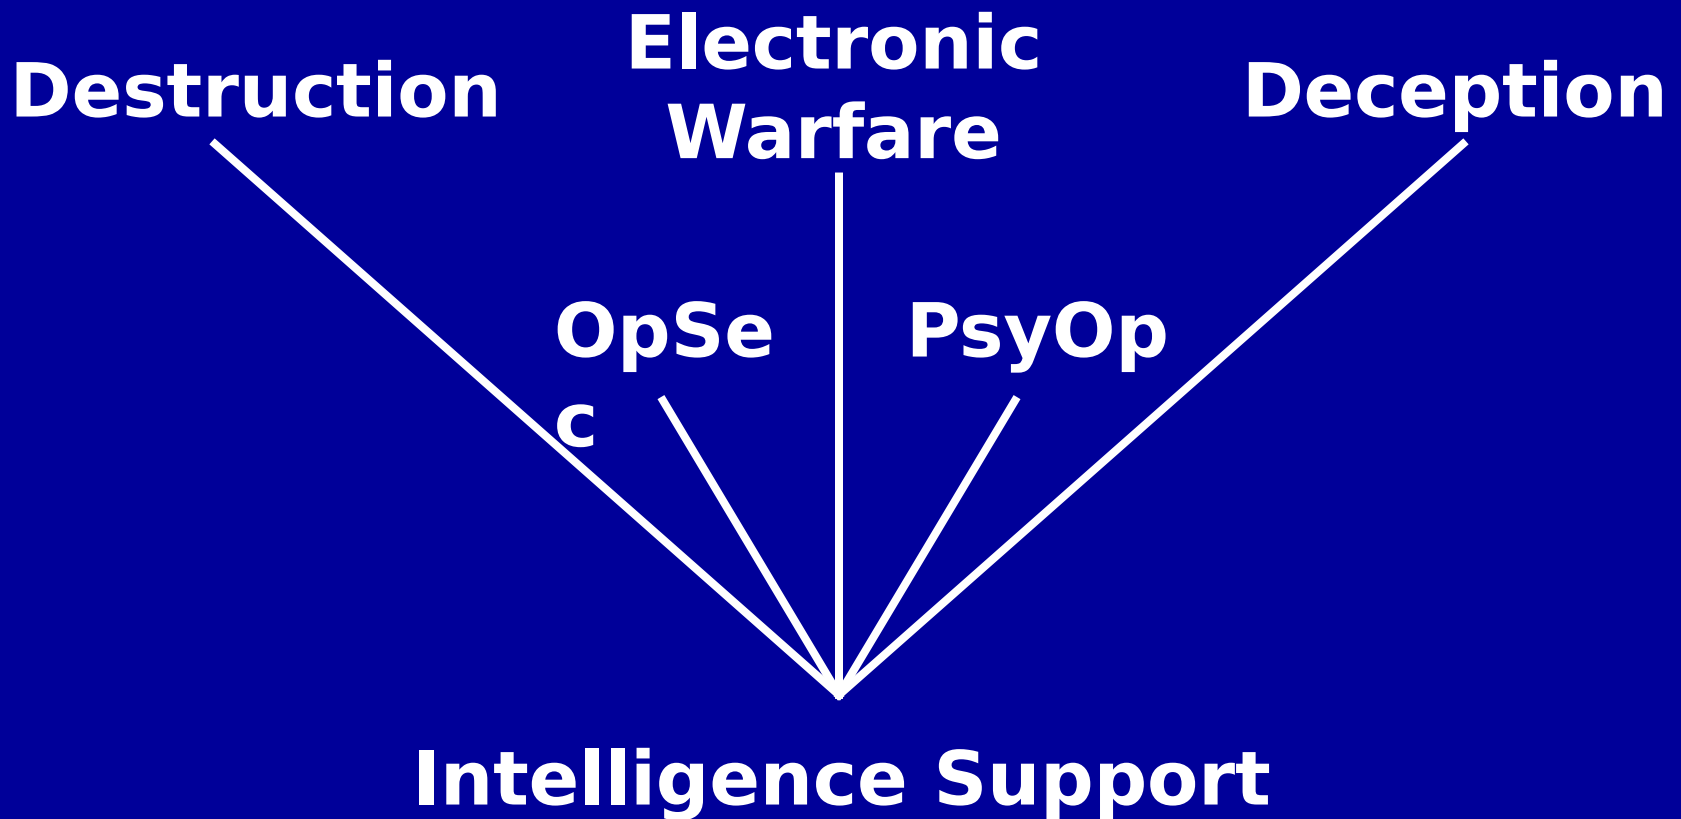 Electronic
Warfare
Destruction
Deception
OpSe
c
PsyOp
Intelligence Support